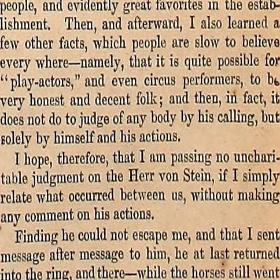 people, and evidently great favorites in the estab-
lishment. Then, and afterward, I also learned a
few other facts, which people are slow to believe
every where—namely, that it is quite possible for
"play-actors," and even circus performers, to be
very honest and decent folk; and then, in fact, it
does not do to judge of any body by his calling, but
solely by himself and his actions.
I hope, therefore, that I am passing no unchari-
table judgment on the Herr von Stein, if I simply
relate what occurred between us, without making
any comment on his actions.
Finding he could not escape me, and that I sent
message after message to him, he at last returned
into the ring, and there—while the horses still went